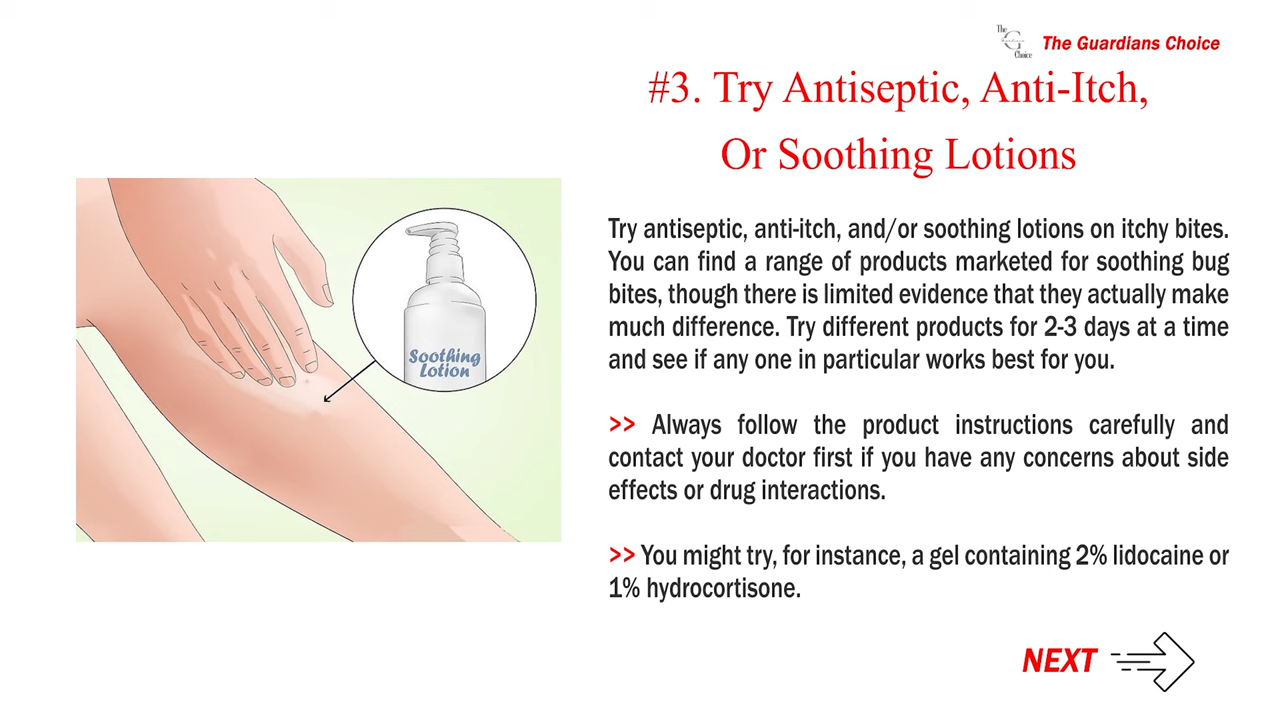 The
G
Choice
The Guardians Choice
#3. Try Antiseptic, Anti-Itch,
Or Soothing Lotions
Soothing
Lotion
Try antiseptic, anti-itch, and/or soothing lotions on itchy bites.
You can find a range of products marketed for soothing bug
bites, though there is limited evidence that they actually make
much difference. Try different products for 2-3 days at a time
and see if any one in particular works best for you.
>> Always follow the product instructions carefully and
contact your doctor first if you have any concerns about side
effects or drug interactions.
>> You might try, for instance, a gel containing 2% lidocaine or
1% hydrocortisone.
NEXT